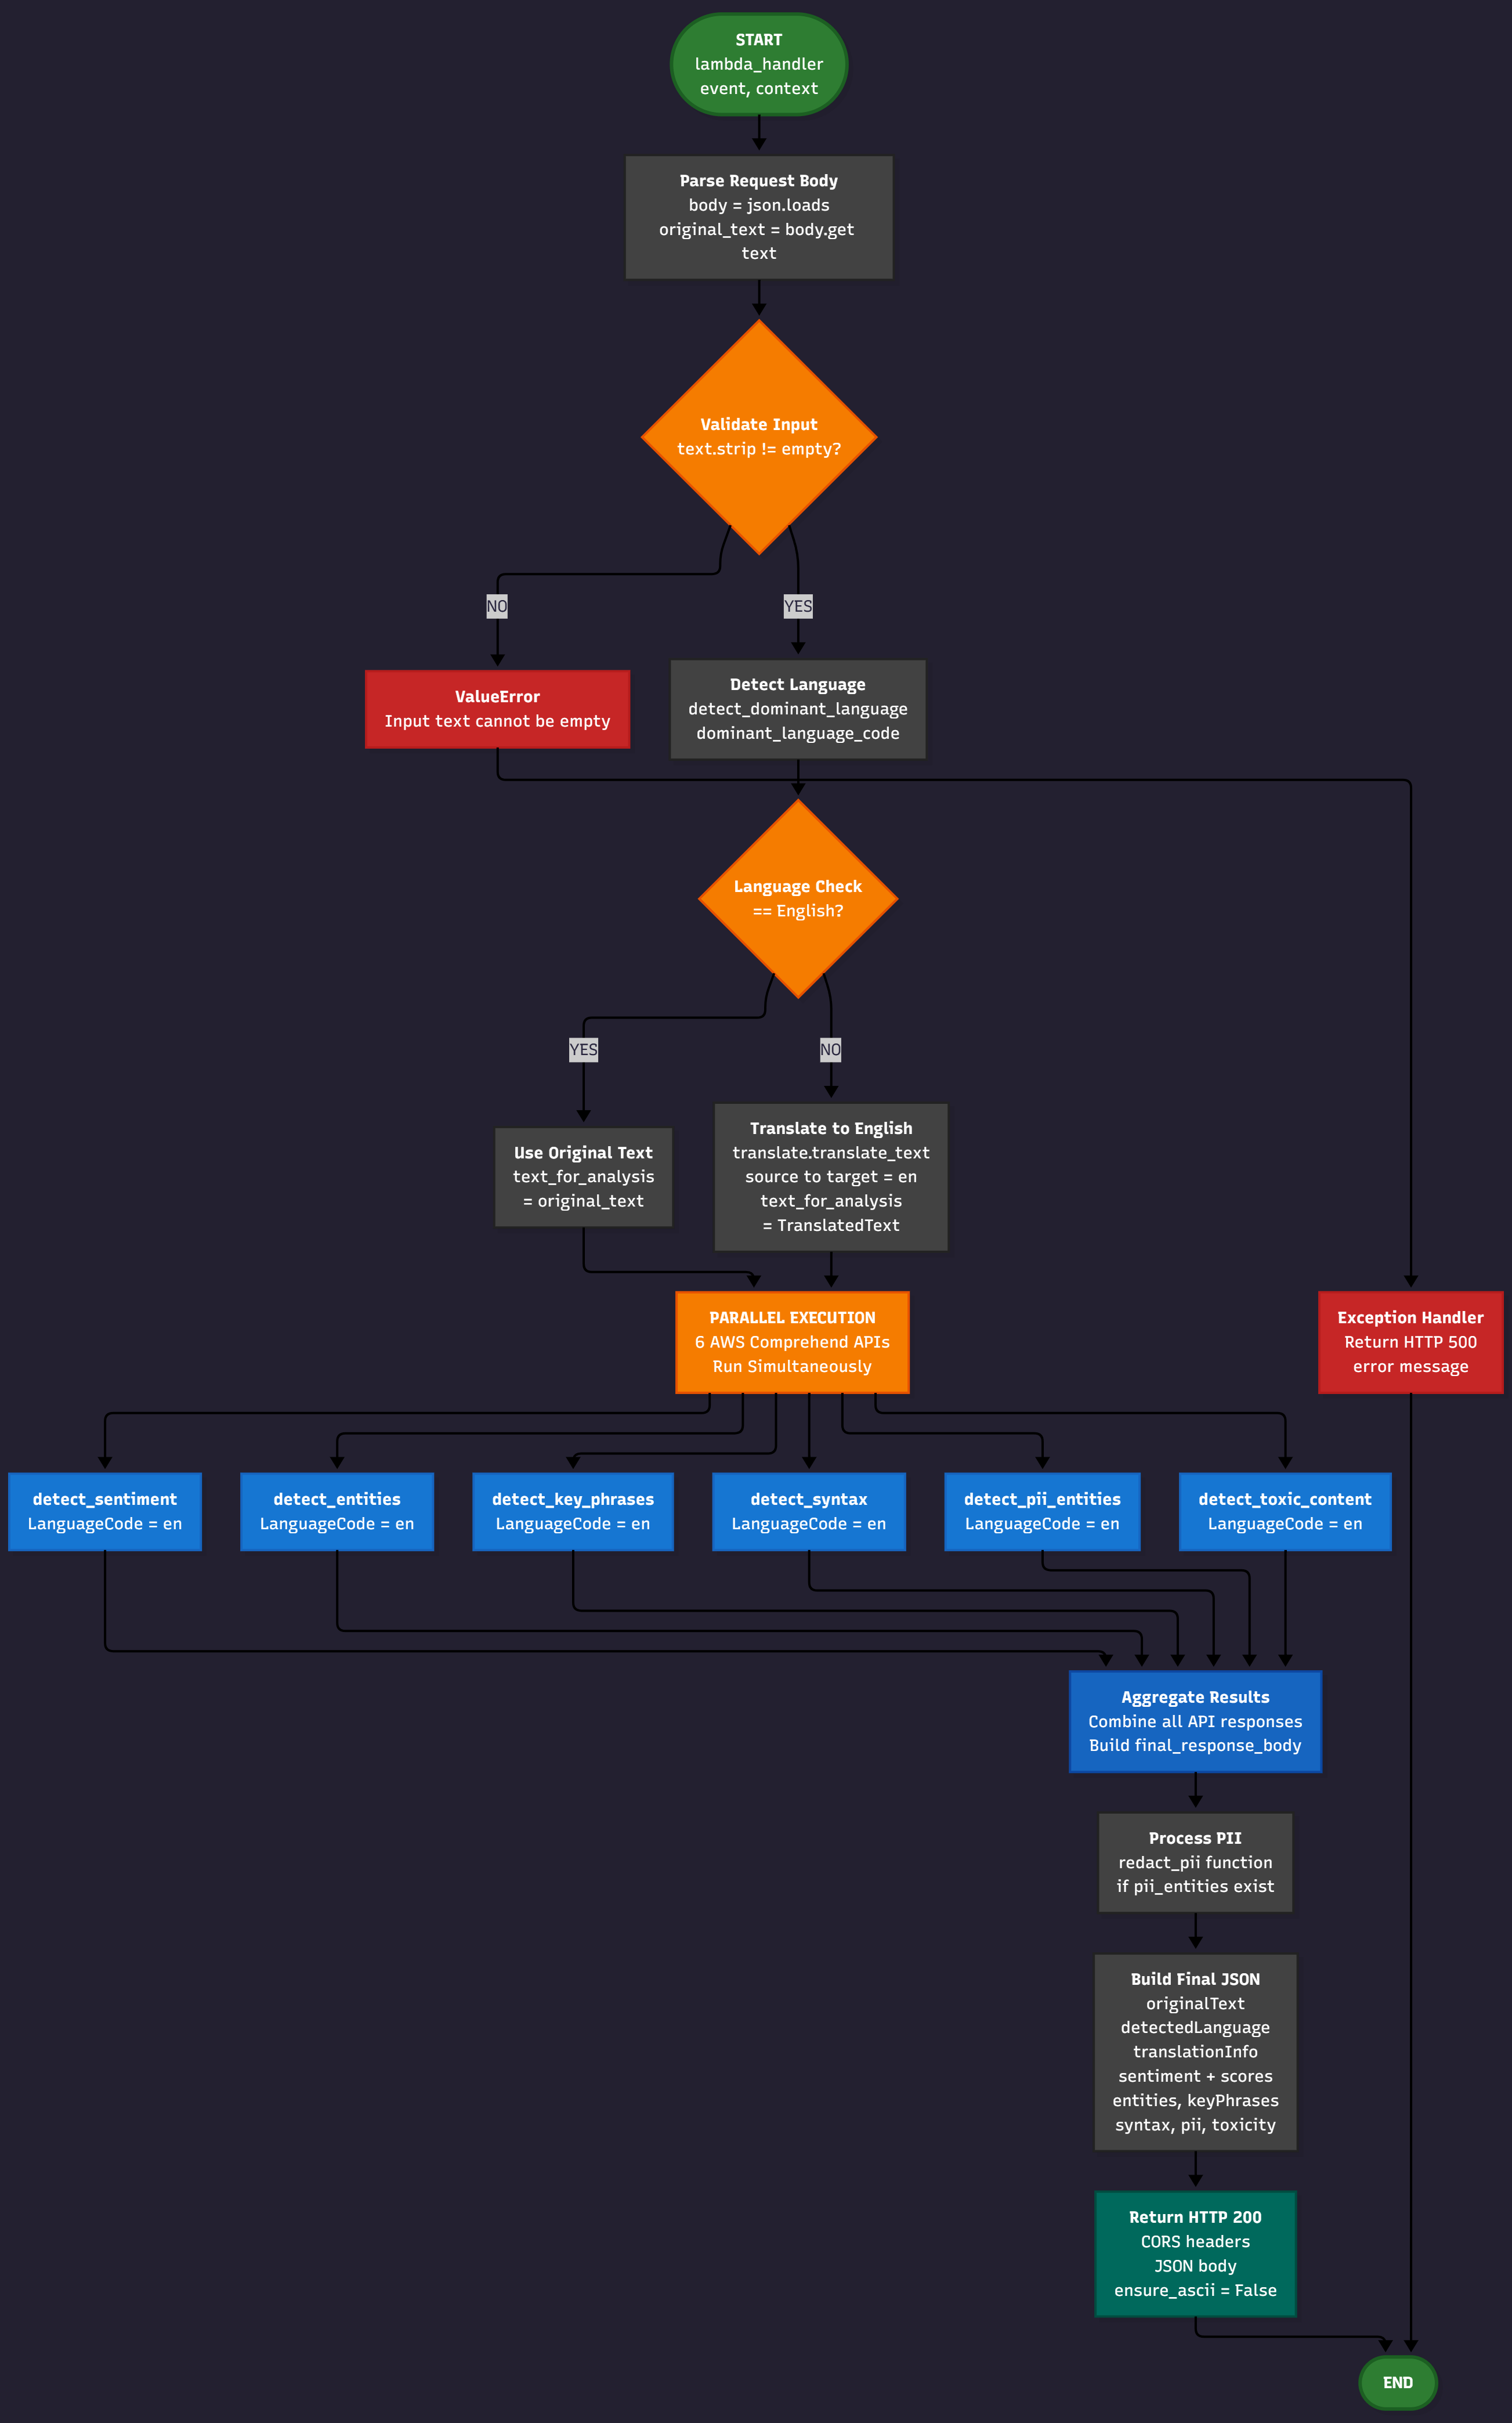 START
lambda_handler
event, context
Parse Request Body
body = json.loads
original_text = body.get
text
Validate Input
text.strip != empty?
NO
YES
ValueError
Input text cannot be empty
Detect Language
detect_dominant_language
dominant_language_code
Language Check
== English?
YES
NO
Use Original Text
text_for_analysis
= original_text
Translate to English
translate.translate_text
source to target = en
text_for_analysis
= TranslatedText
PARALLEL EXECUTION
6 AWS Comprehend APIs
Run Simultaneously
Exception Handler
Return HTTP 500
error message
detect_sentiment
LanguageCode = en
detect_entities
LanguageCode = en
detect_key_phrases
LanguageCode = en
detect_syntax
LanguageCode = en
detect_pii_entities
LanguageCode = en
detect_toxic_content
LanguageCode = en
Aggregate Results
Combine all API responses
Build final_response_body
Process PII
redact_pii function
if pii_entities exist
Build Final JSON
originalText
detectedLanguage
translationInfo
sentiment + scores
entities, keyPhrases
syntax, pii, toxicity
Return HTTP 200
CORS headers
JSON body
ensure_ascii = False
END